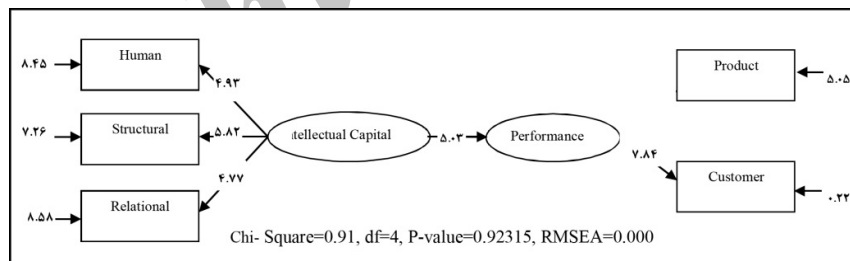 Human
۸.۴۵
۴.۹۳
Product
۵.۰۵
Structural
۷.۲۶
۵.۸۲
tellectual Capital
۵.۰۳
Performance
۴.۷۷
۷.۸۴
Customer
۰.۲۲
Relational
۸.۵۸
Chi- Square=0.91, df=4, P-value=0.92315, RMSEA=0.000